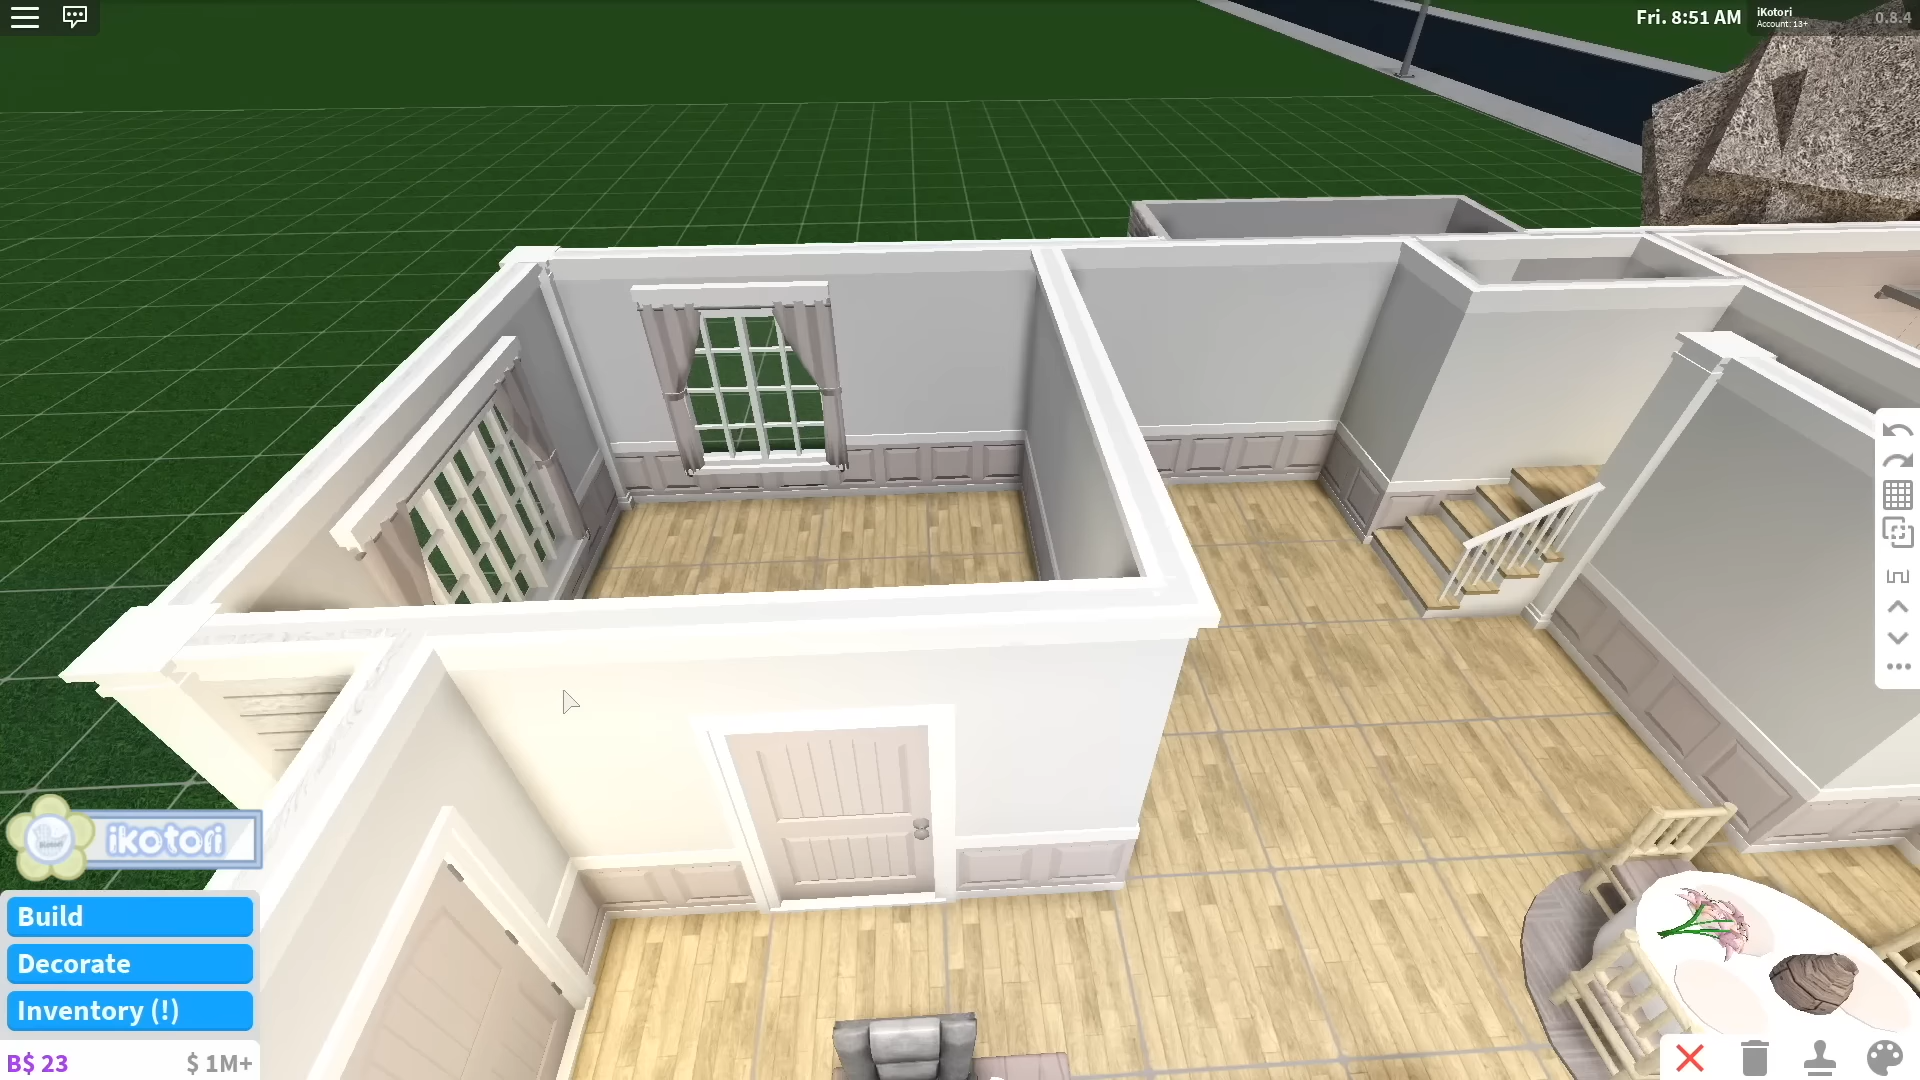 Fri. 8:51 AM
iKotori
Account: 13+
0.8.4
ikotori
Build
Decorate
Inventory (!)
B$ 23
$ 1M+